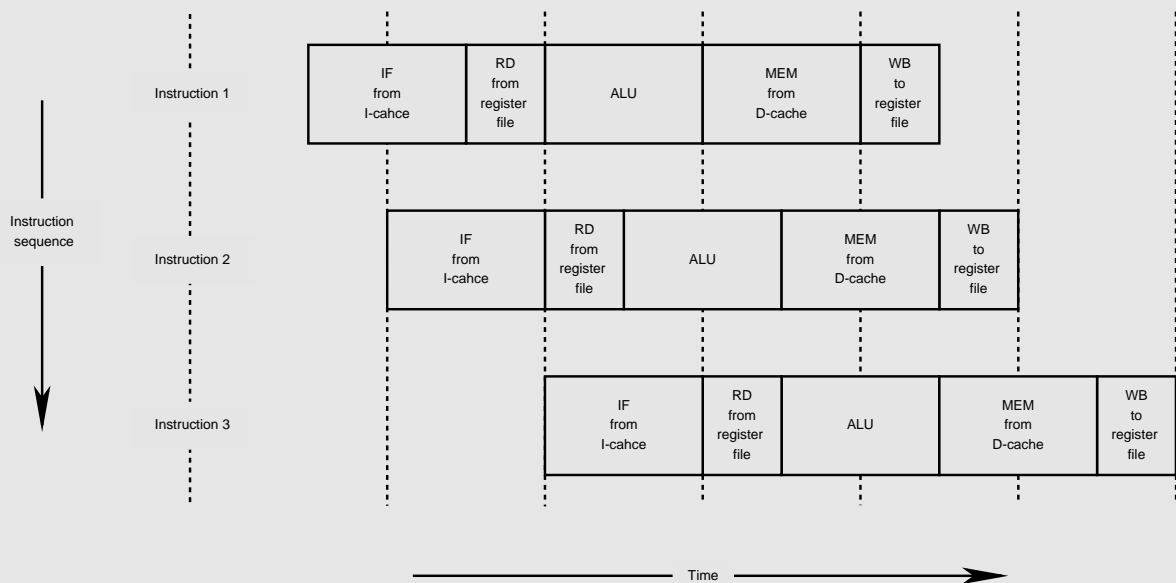 Instruction
sequence
Instruction 1
IF
from
I-cahce
RD
from
register
file
ALU
MEM
from
D-cache
WB
to
register
file
Instruction 2
IF
from
I-cahce
RD
from
register
file
ALU
MEM
from
D-cache
WB
to
register
file
Instruction 3
IF
from
I-cahce
RD
from
register
file
ALU
MEM
from
D-cache
WB
to
register
file
Time